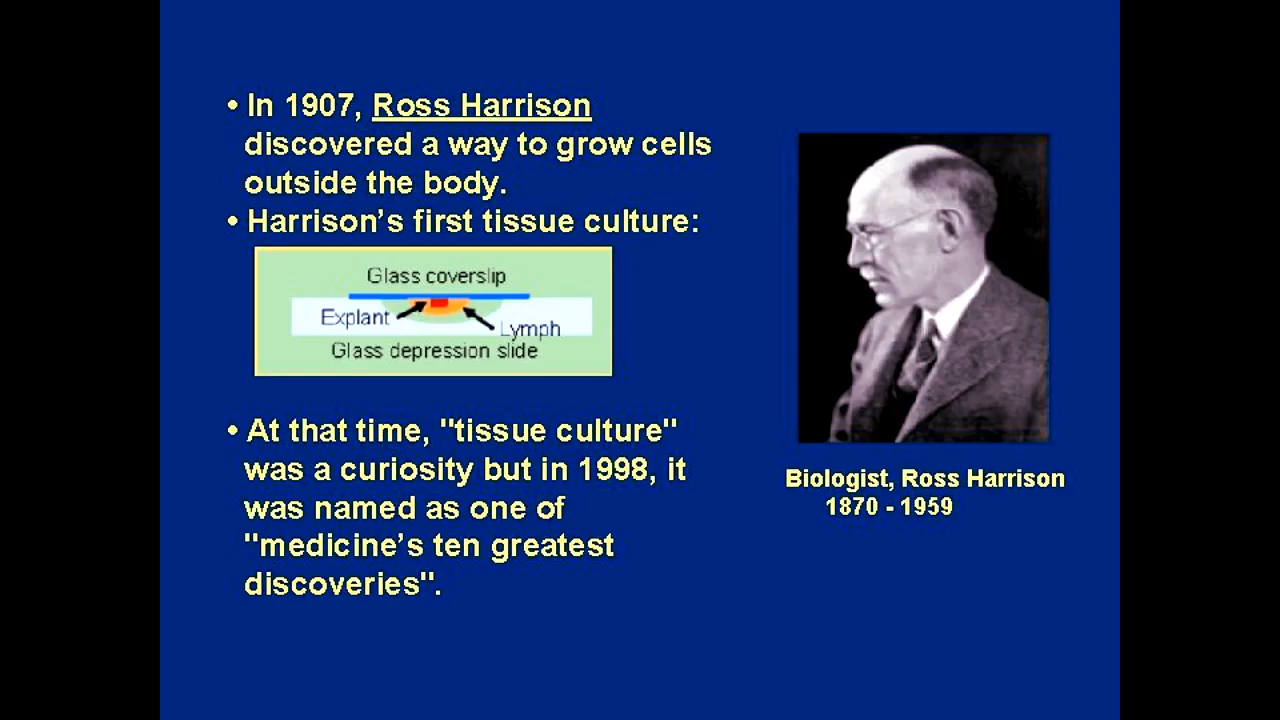 • In 1907, Ross Harrison
discovered a way to grow cells
outside the body.
• Harrison’s first tissue culture:
Glass coverslip
Explant
Lymph
Glass depression slide
• At that time, "tissue culture"
was a curiosity but in 1998, it
was named as one of
"medicine’s ten greatest
discoveries".
Biologist, Ross Harrison
1870 - 1959